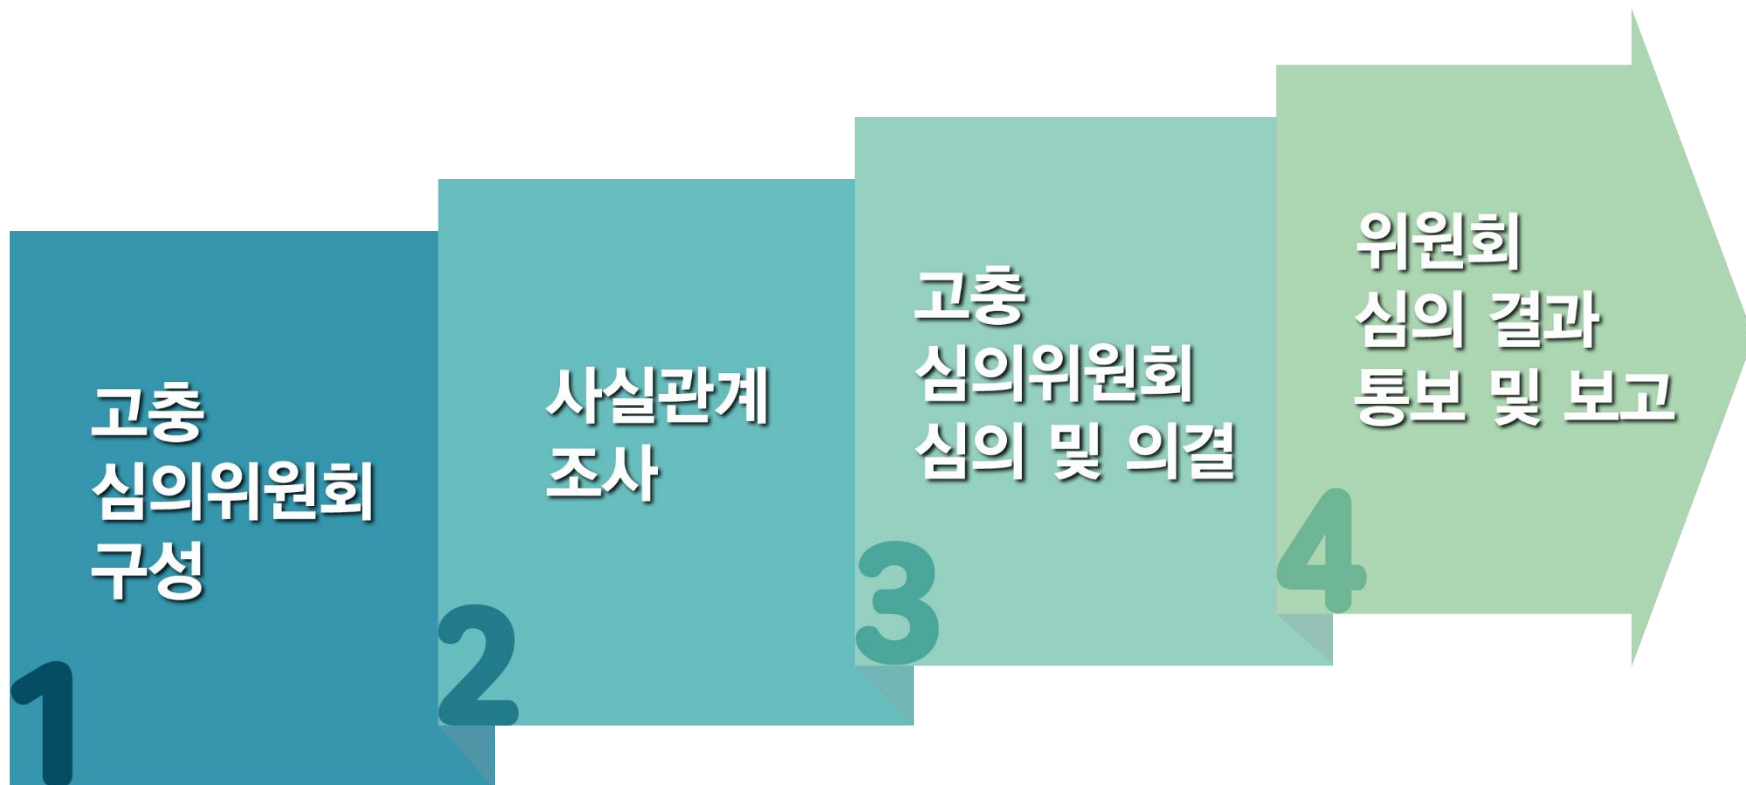 고충
심의위원회
구성
1
사실관계
조사
2
고충
심의위원회
심의 및 의결
3
위원회
심의 결과
통보 및 보고
4